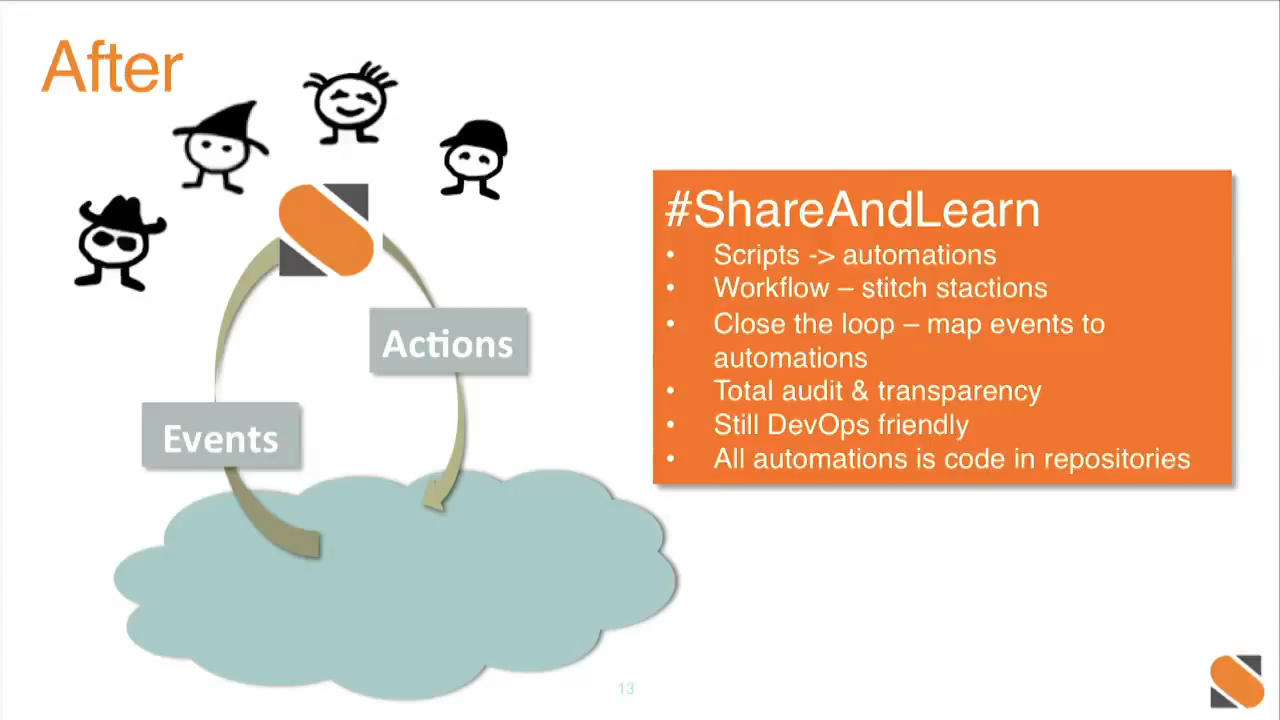 After
Actions
Events
#ShareAndLearn
• Scripts -> automations
• Workflow – stitch stactions
• Close the loop – map events to
automations
• Total audit & transparency
• Still DevOps friendly
• All automations is code in repositories
13